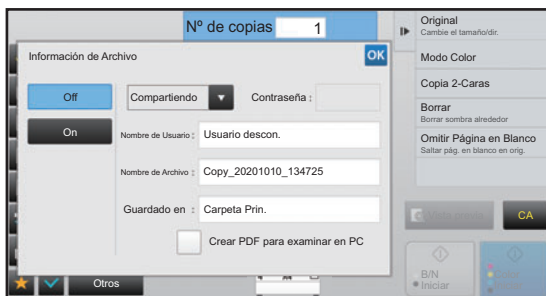 Nº de copias 1
Información de Archivo
OK
Off
On
Compartiendo
Contraseña :
Nombre de Usuario : Usuario descon.
Nombre de Archivo : Copy_20201010_134725
Guardado en : Carpeta Prin.
Crear PDF para examinar en PC
Otros
Original
Cambie el tamaño/dir.
Modo Color
Copia 2-Caras
Borrar
Borrar sombra alrededor
Omitir Página en Blanco
Saltar pág. en blanco en orig.
CA
B/N
Iniciar